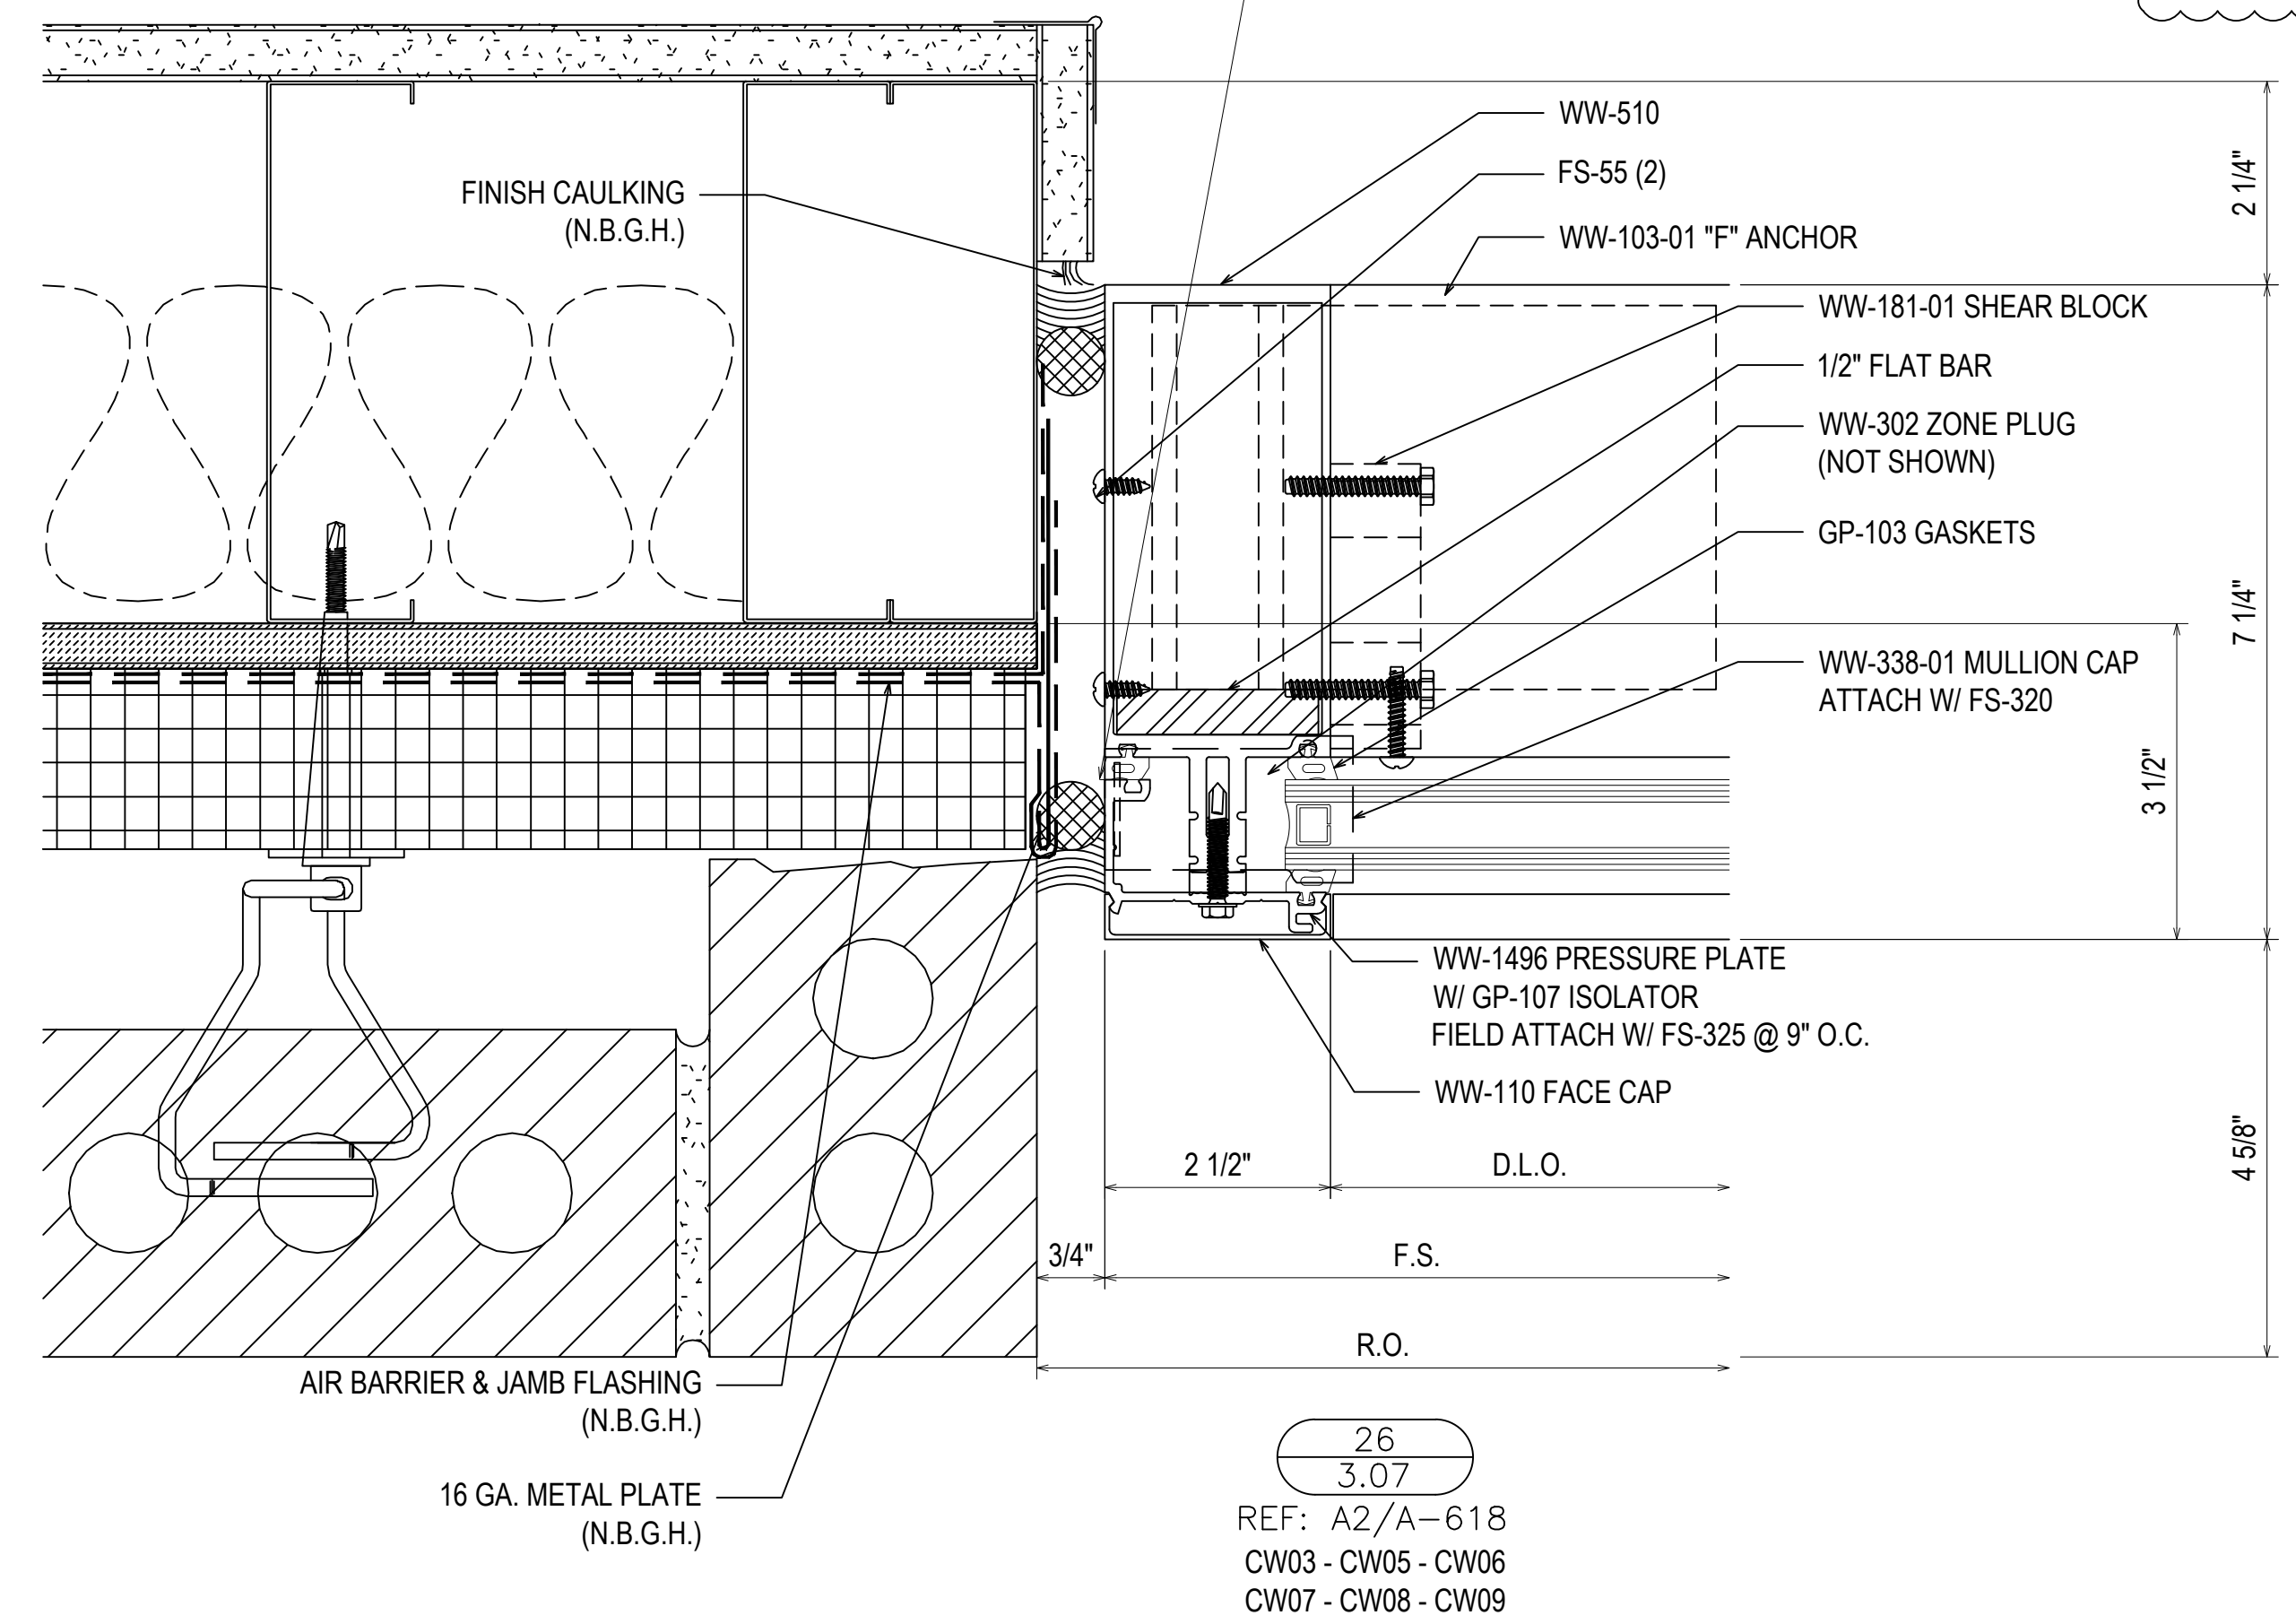 FINISH CAULKING
(N.B.G.H.)
WW-510
FS-55 (2)
WW-103-01 "F" ANCHOR
WW-181-01 SHEAR BLOCK
1/2" FLAT BAR
WW-302 ZONE PLUG
(NOT SHOWN)
GP-103 GASKETS
WW-338-01 MULLION CAP
ATTACH W/ FS-320
2 1/4"
7 1/4"
3 1/2"
4 5/8"
WW-1496 PRESSURE PLATE
W/ GP-107 ISOLATOR
FIELD ATTACH W/ FS-325 @ 9" O.C.
WW-110 FACE CAP
2 1/2"
D.L.O.
3/4"
F.S.
R.O.
AIR BARRIER & JAMB FLASHING
(N.B.G.H.)
16 GA. METAL PLATE
(N.B.G.H.)
26
3.07
REF: A2/A-618
CW03 - CW05 - CW06
CW07 - CW08 - CW09